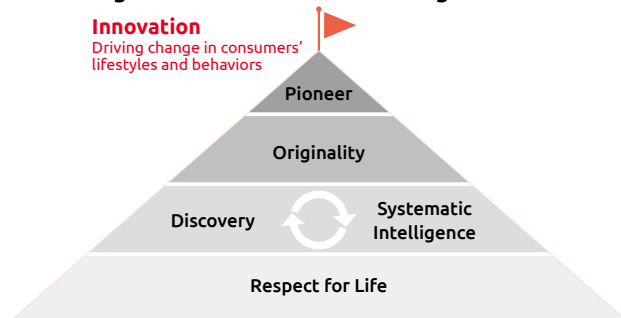 Innovation
Driving change in consumers’
lifestyles and behaviors
Pioneer
Originality
Discovery
Systematic
Intelligence
Respect for Life